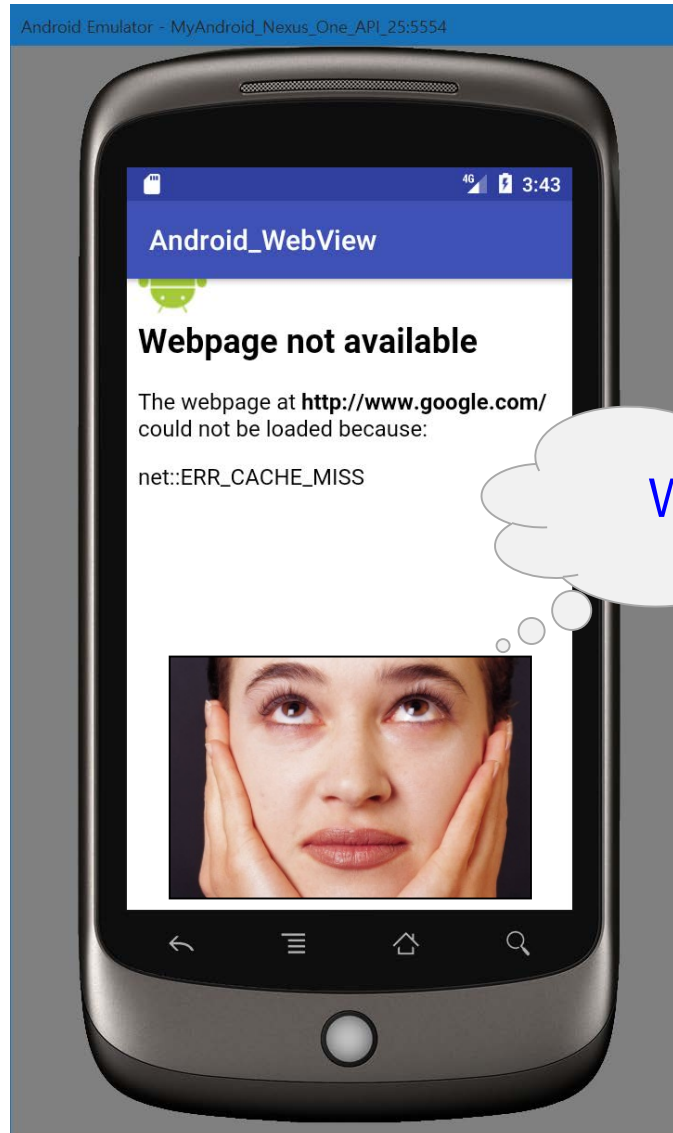 Android Emulator - MyAndroid_Nexus_One_API_25:5554
4G 3:43
Android_WebView
Webpage not available
The webpage at http://www.google.com/
could not be loaded because:
net::ERR_CACHE_MISS